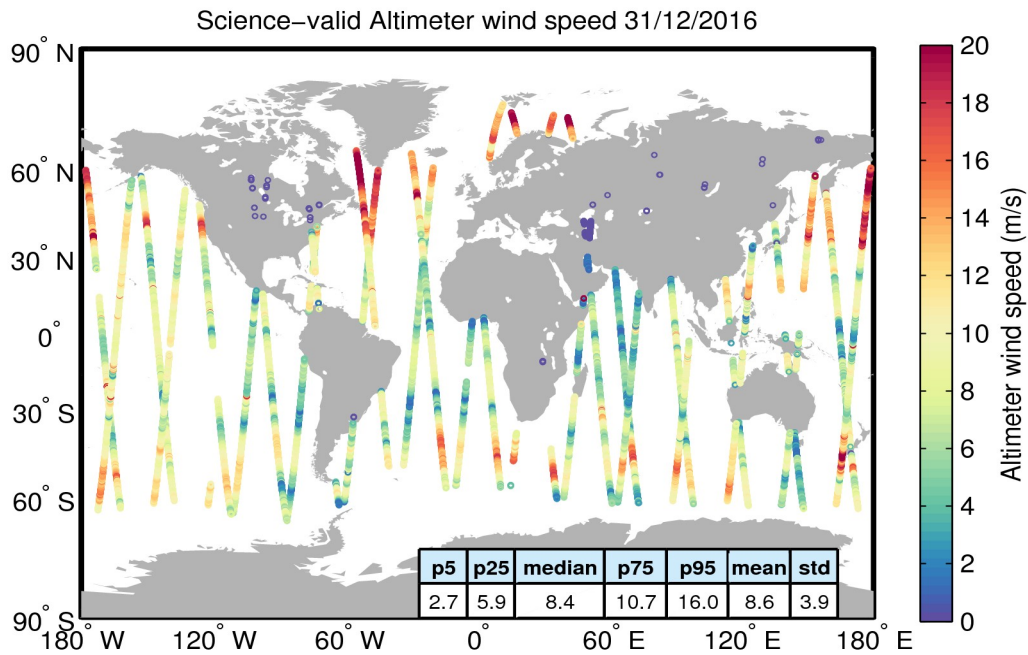 Science−valid Altimeter wind speed 31/12/2016
90° N
60° N
30° N
0°
30° S
60° S
90° S
180° W
120° W
60° W
0°
60° E
120° E
180° E
p5 p25 median p75 p95 mean std
2.7 5.9 8.4 10.7 16.0 8.6 3.9
20
18
16
14
12
10
8
6
4
2
0
Altimeter wind speed (m/s)